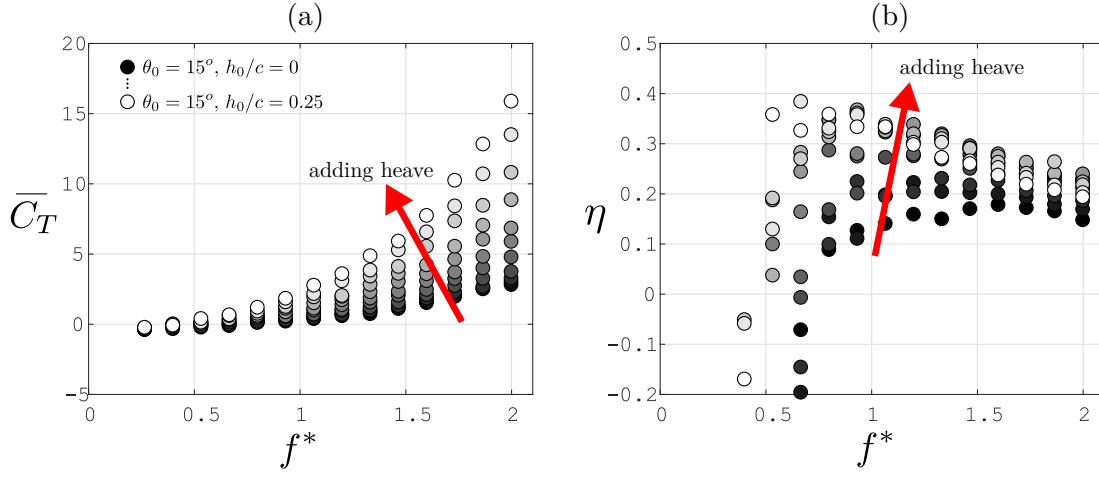 (a)
20
15
10
5
0
-5
0
0.5
1
1.5
2
$\overline{C_T}$
f*
θ₀ = 15°, h₀/c = 0
θ₀ = 15°, h₀/c = 0.25
adding heave
(b)
0.5
0.4
0.3
0.2
0.1
0
-0.1
-0.2
0
0.5
1
1.5
2
η
f*
adding heave